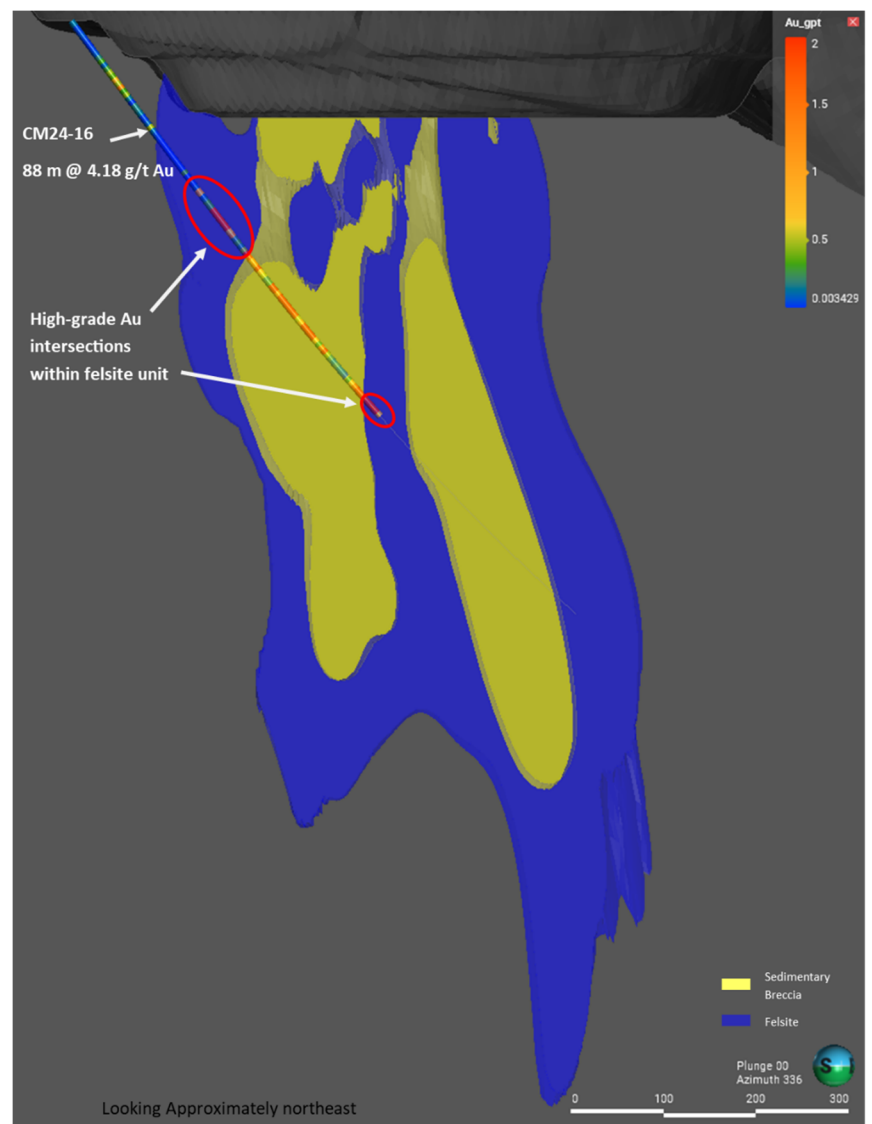 Au_gpt
2
1.5
1
0.5
0.003429
CM24-16
88 m @ 4.18 g/t Au
High-grade Au
intersections
within felsite unit
Sedimentary
Breccia
Felsite
Plunge 00
Azimuth 336
S
0 100 200 300
Looking Approximately northeast